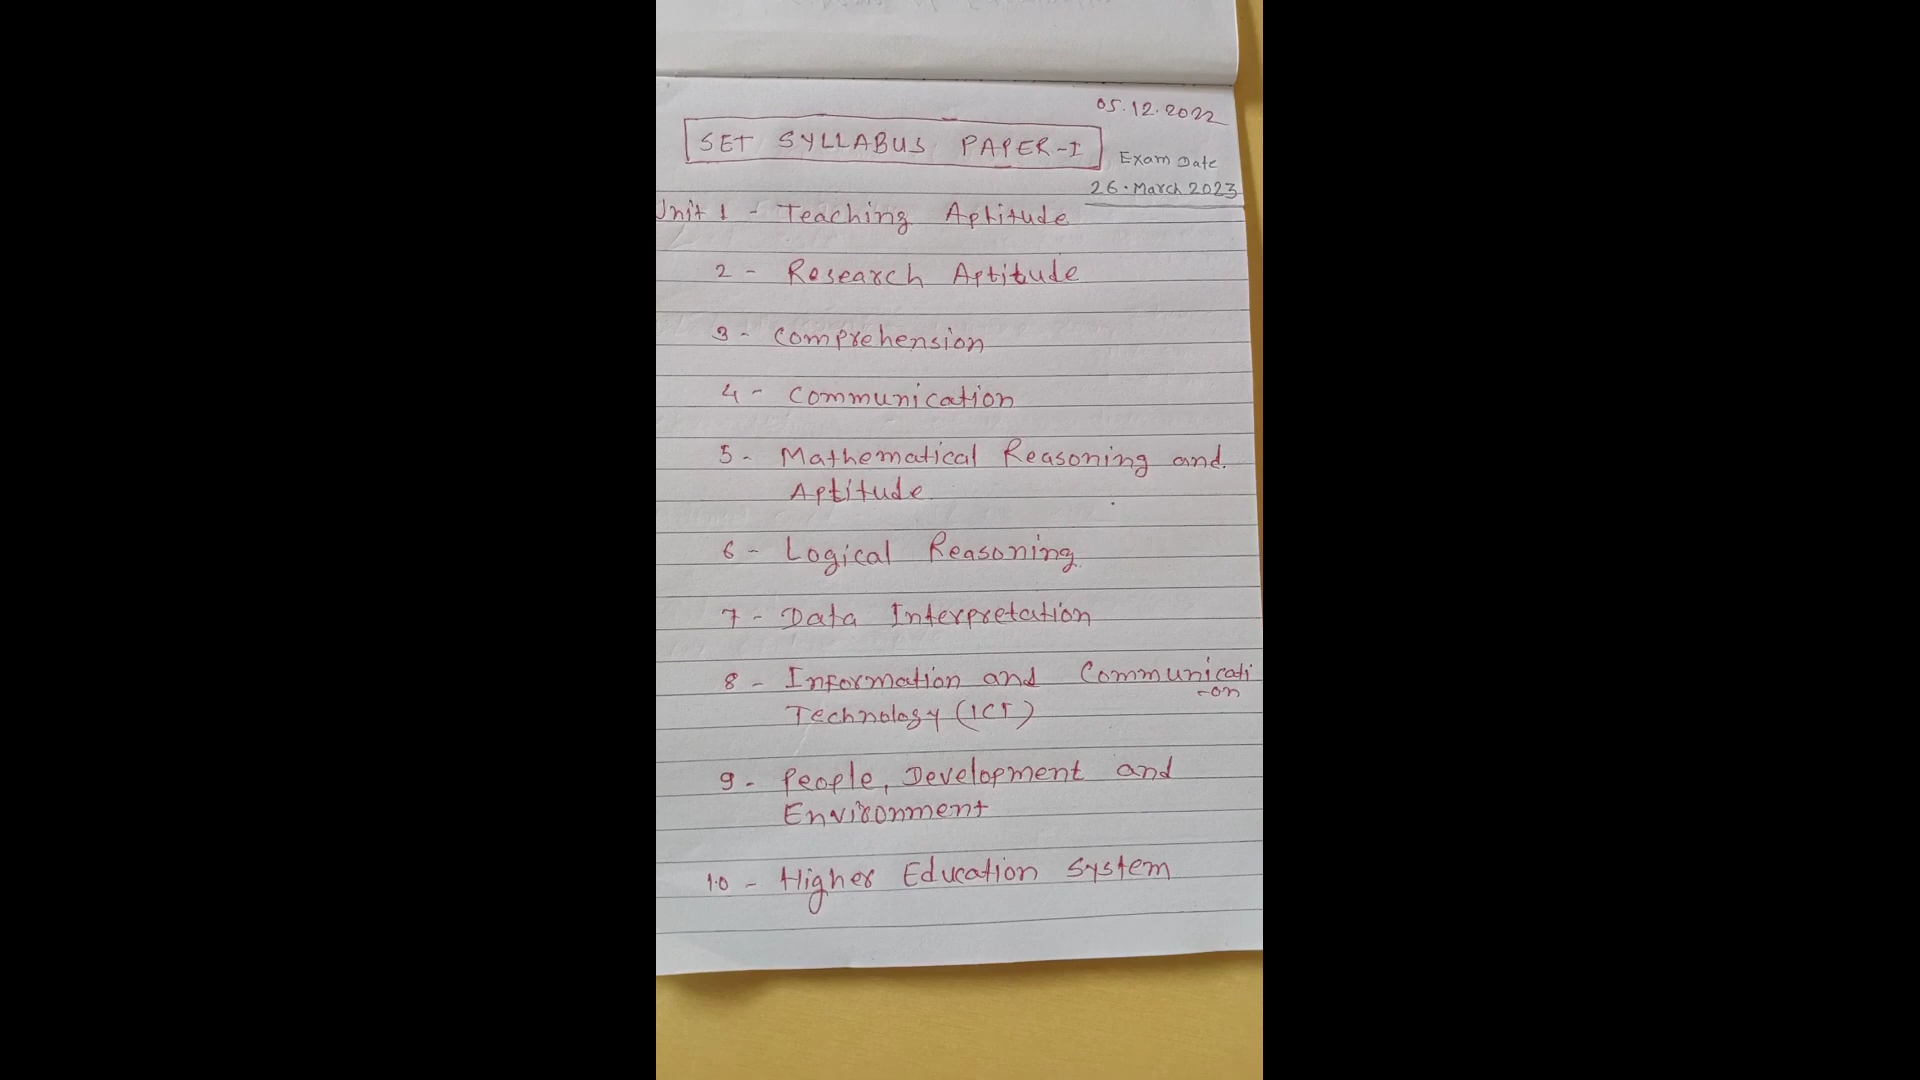 05.12.2022
SET SYLLABUS PAPER-I
Exam Date
26.March 2023
Unit 1 - Teaching Aptitude
2 - Research Aptitude
3 - Comprehension
4 - Communication
5 - Mathematical Reasoning and
Aptitude
6 - Logical Reasoning
7 - Data Interpretation
8 - Information and Communicati
-on
Technology (ICT)
9 - People, Development and
Environment
10 - Higher Education System